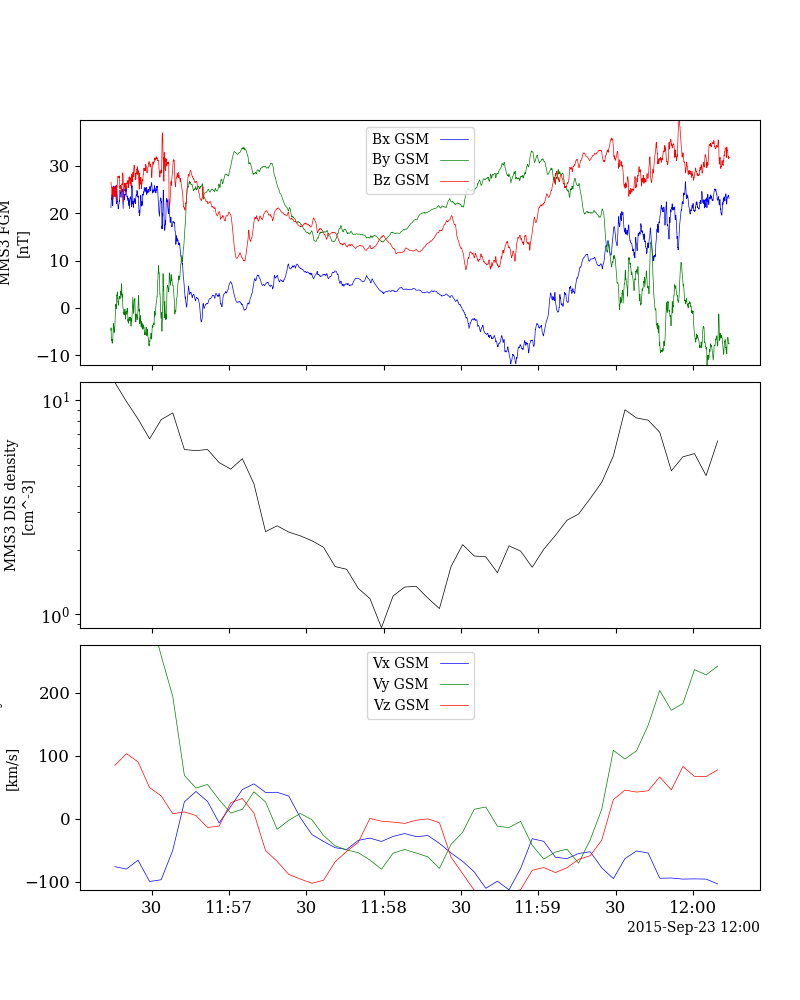 Bx GSM
By GSM
Bz GSM
30
20
10
0
−10
MMS3 FGM
[nT]
10^1
10^0
MMS3 DIS density
[cm^-3]
Vx GSM
Vy GSM
Vz GSM
200
100
0
−100
[km/s]
30 11:57 30 11:58 30 11:59 30 12:00
2015-Sep-23 12:00